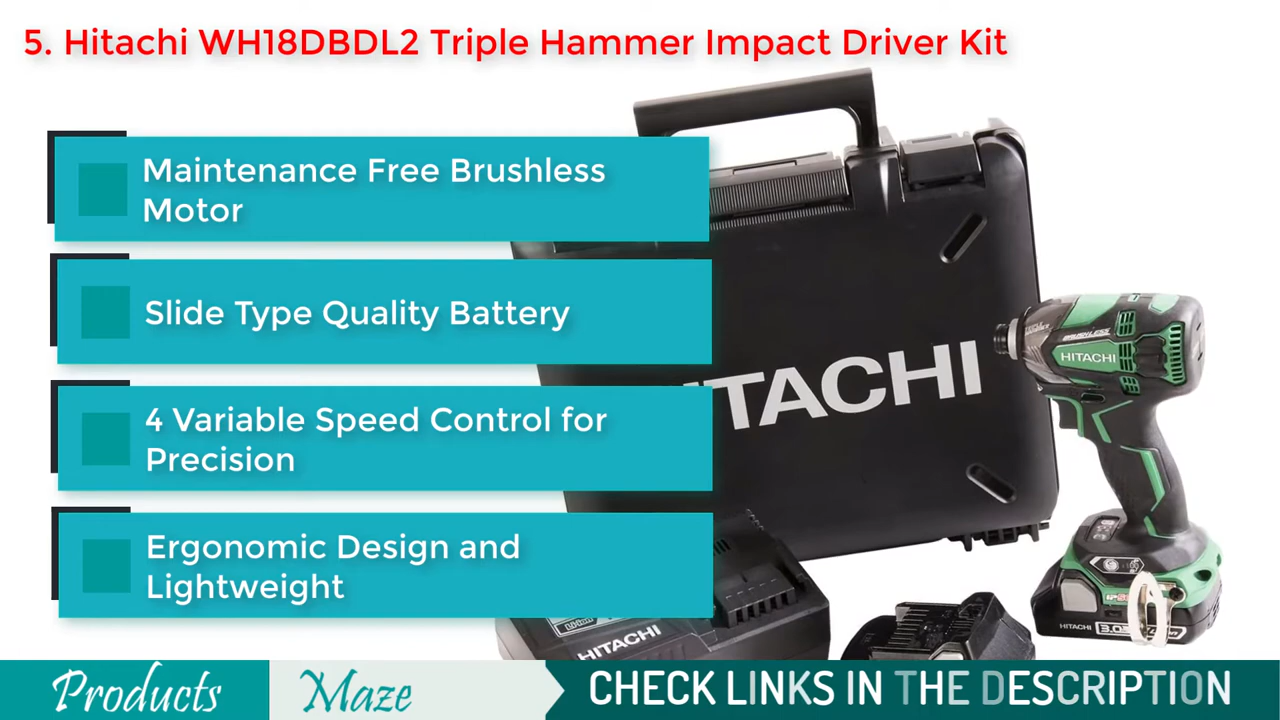 5. Hitachi WH18DBDL2 Triple Hammer Impact Driver Kit
Maintenance Free Brushless
Motor
Slide Type Quality Battery
4 Variable Speed Control for
Precision
Ergonomic Design and
Lightweight
HITACHI
BRUSHLESS
HITACHI
HITACHI
3.0
HITACHI
Products Maze
CHECK LINKS IN THE DESCRIPTION